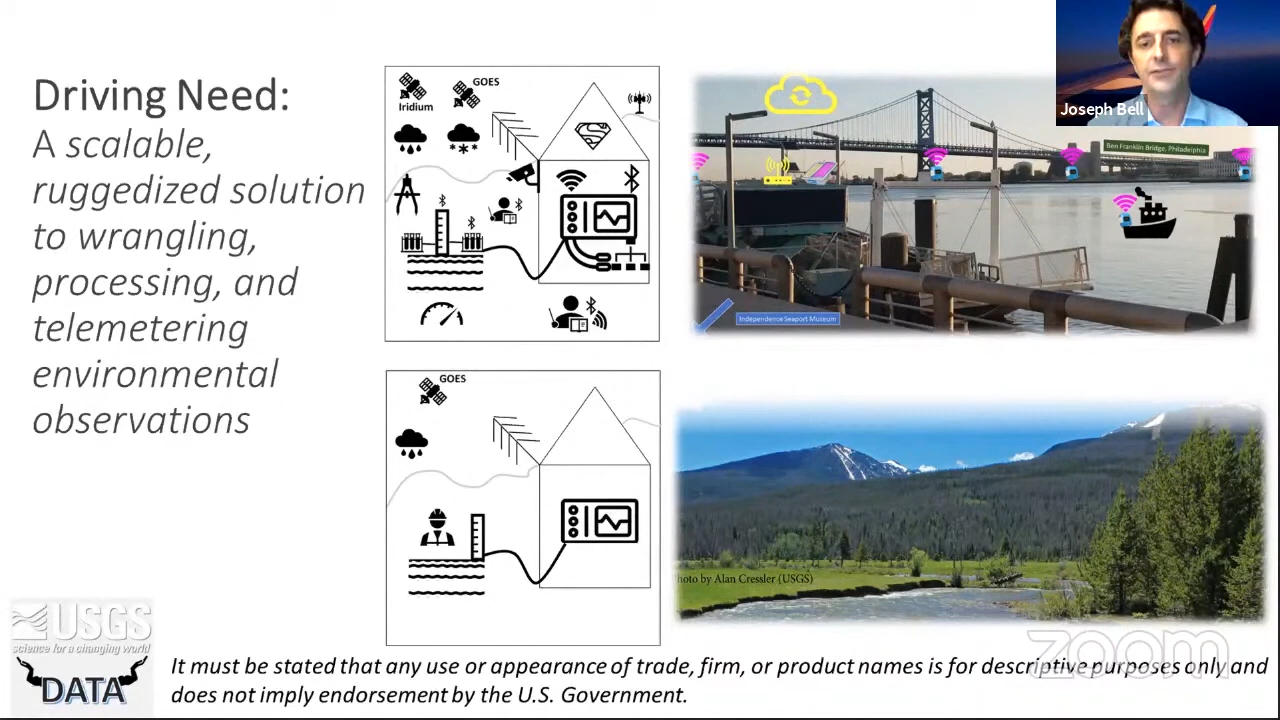 Driving Need:
A scalable,
ruggedized solution
to wrangling,
processing, and
telemetering
environmental
observations
GOES
Iridium
Joseph Bell
Ben Franklin Bridge, Philadelphia
Independence Seaport Museum
GOES
hoto by Alan Cressler (USGS)
USGS
science for a changing world
DATA
zoom
It must be stated that any use or appearance of trade, firm, or product names is for descriptive purposes only and
does not imply endorsement by the U.S. Government.